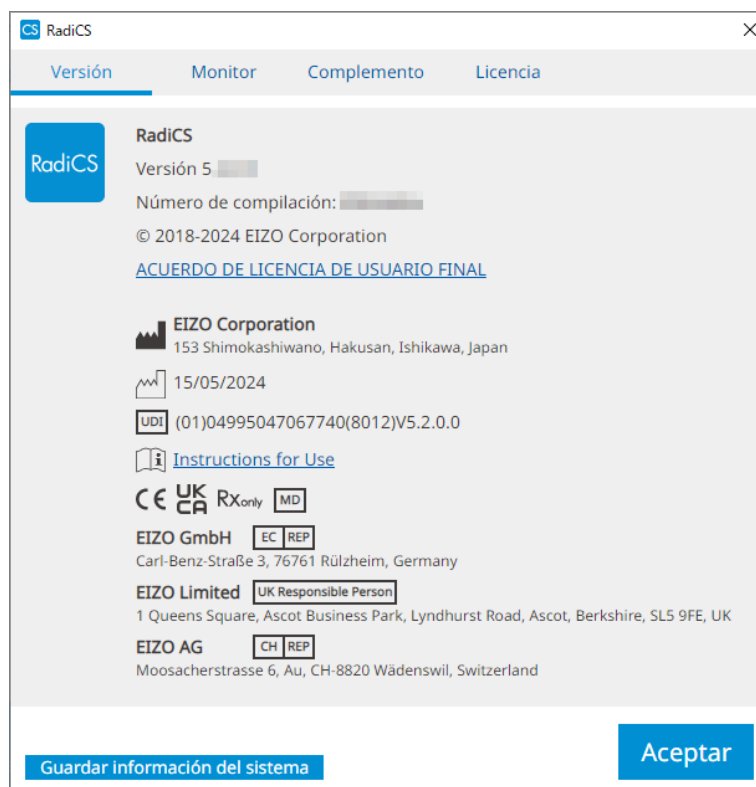 CS RadiCS
Versión Monitor Complemento Licencia
RadiCS
RadiCS
Versión 5
Número de compilación:
© 2018-2024 EIZO Corporation
ACUERDO DE LICENCIA DE USUARIO FINAL
EIZO Corporation
153 Shimokashiwano, Hakusan, Ishikawa, Japan
15/05/2024
UDI (01)04995047067740(8012)V5.2.0.0
Instructions for Use
CE UK CA Rx only MD
EIZO GmbH EC REP
Carl-Benz-Straße 3, 76761 Rülzheim, Germany
EIZO Limited UK Responsible Person
1 Queens Square, Ascot Business Park, Lyndhurst Road, Ascot, Berkshire, SL5 9FE, UK
EIZO AG CH REP
Moosacherstrasse 6, Au, CH-8820 Wädenswil, Switzerland
Guardar información del sistema
Aceptar